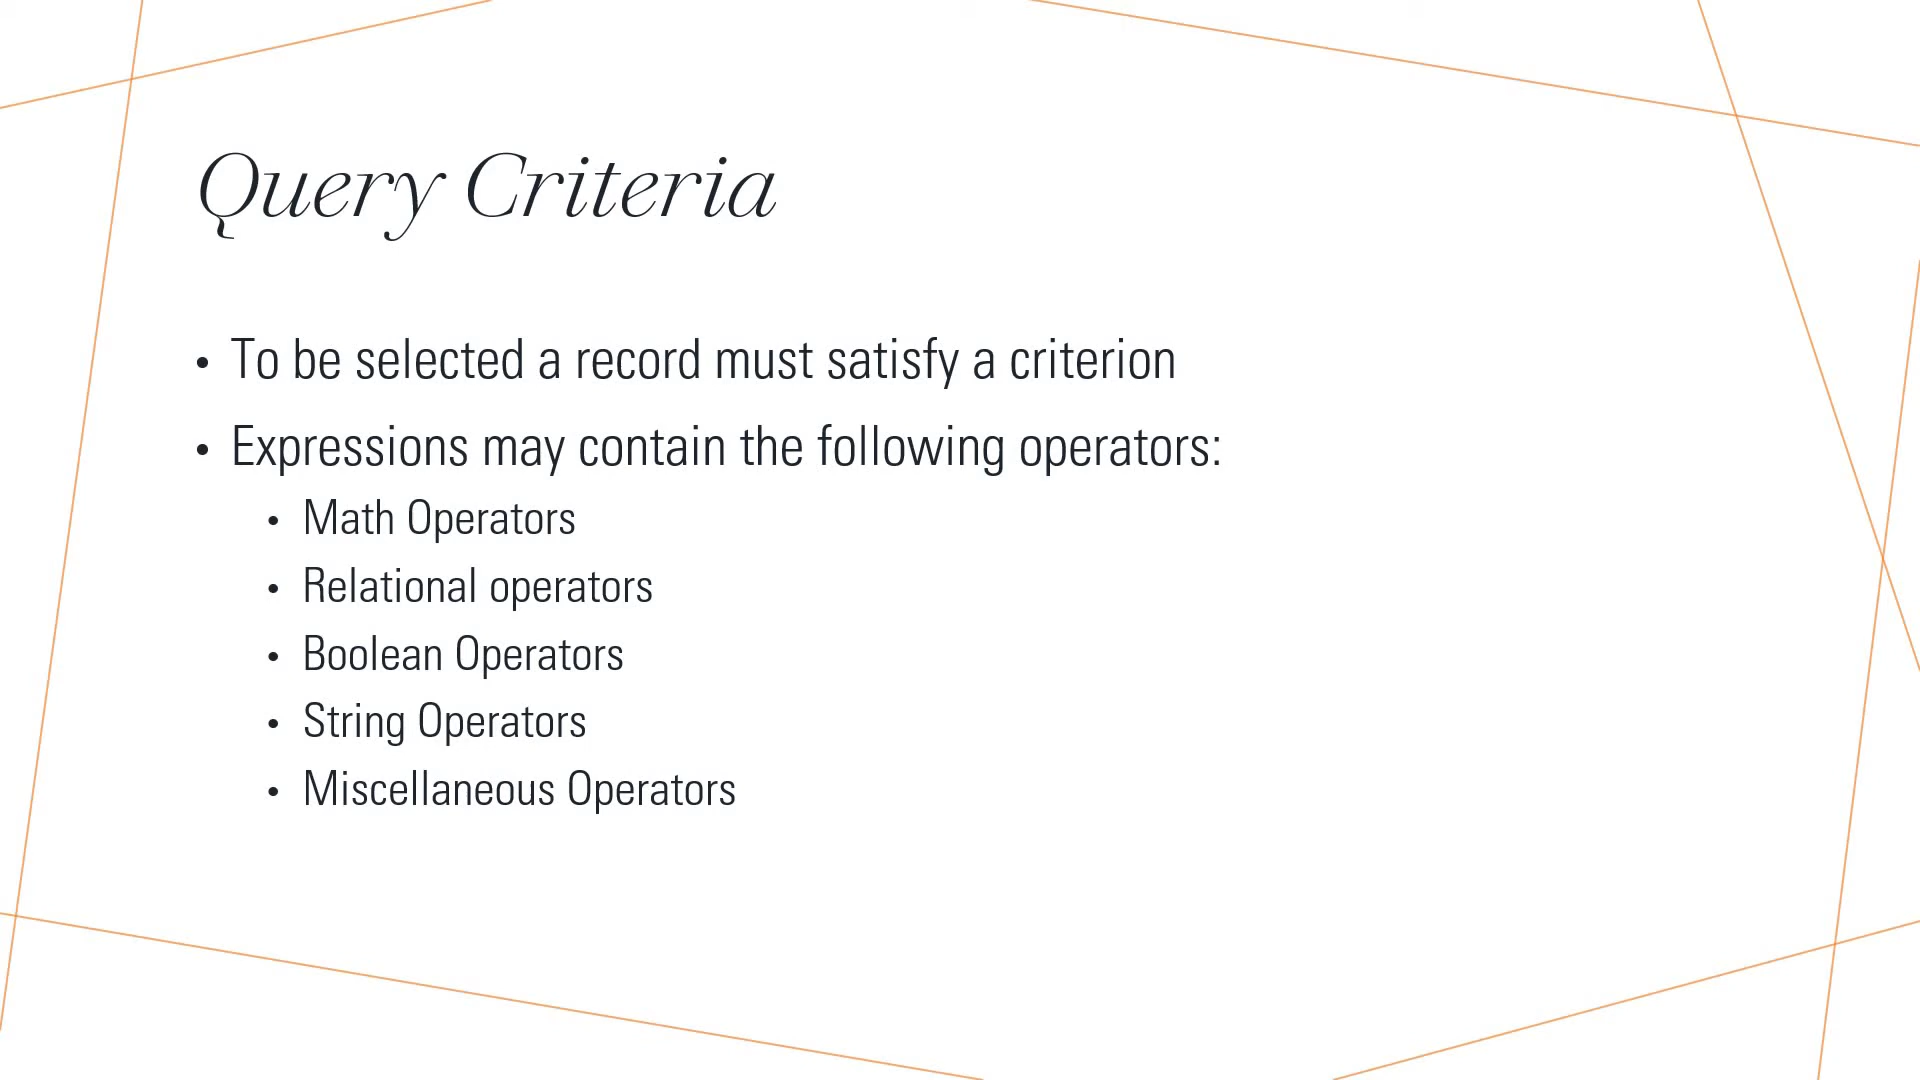 Query Criteria
• To be selected a record must satisfy a criterion
• Expressions may contain the following operators:
• Math Operators
• Relational operators
• Boolean Operators
• String Operators
• Miscellaneous Operators